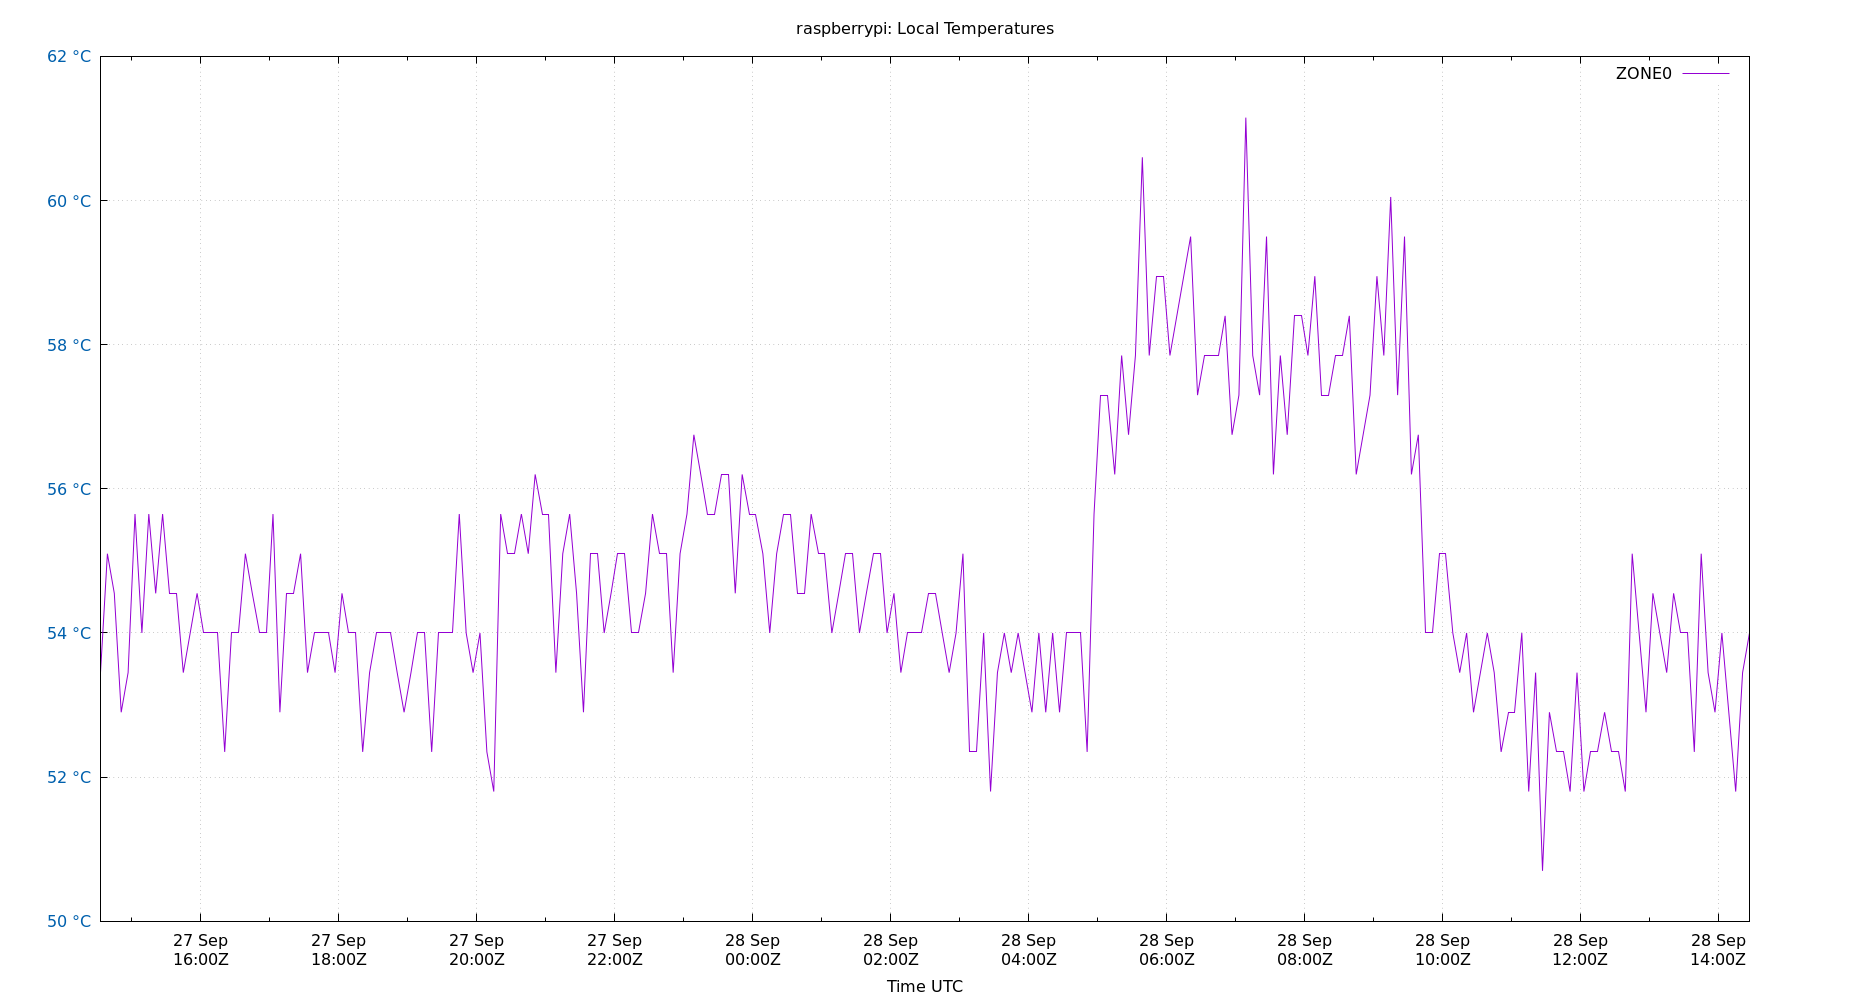 raspberrypi: Local Temperatures
62 °C
ZONE0
60 °C
58 °C
56 °C
54 °C
52 °C
50 °C
27 Sep 27 Sep 27 Sep 27 Sep 28 Sep 28 Sep 28 Sep 28 Sep 28 Sep 28 Sep 28 Sep 28 Sep
16:00Z 18:00Z 20:00Z 22:00Z 00:00Z 02:00Z 04:00Z 06:00Z 08:00Z 10:00Z 12:00Z 14:00Z
Time UTC